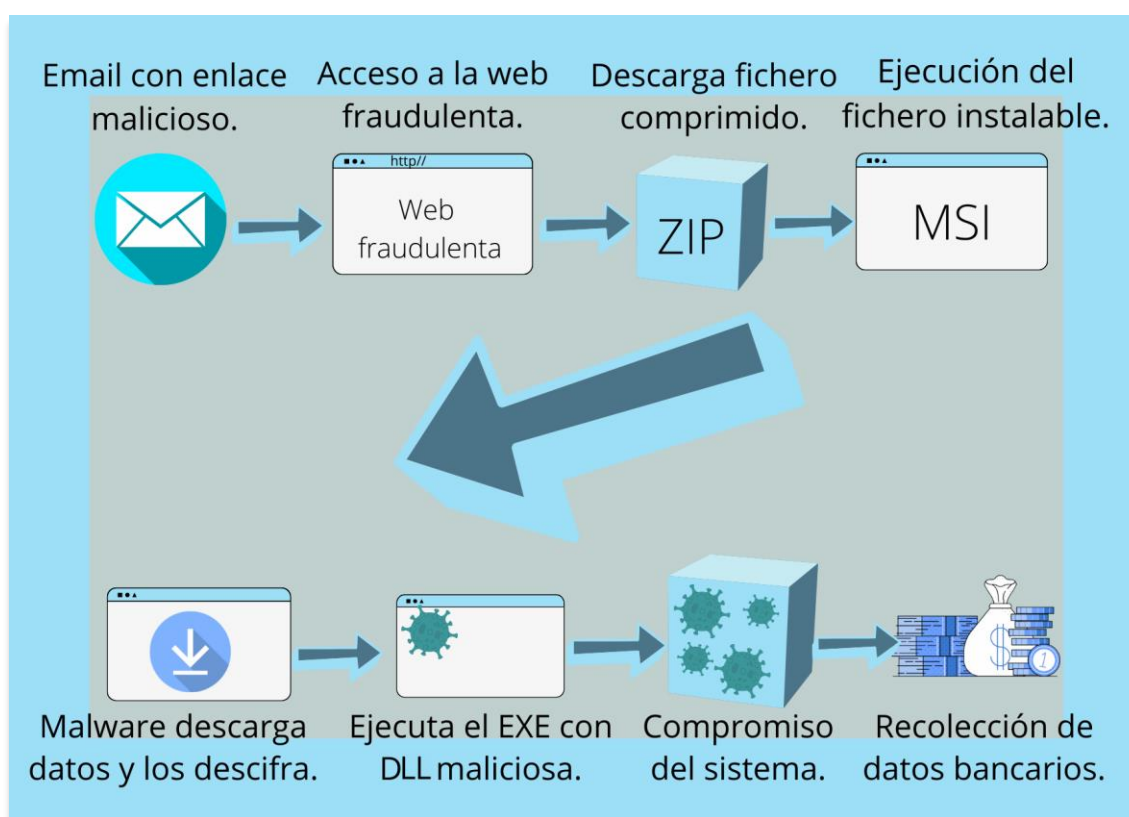 Email con enlace
malicioso.
Acceso a la web
fraudulenta.
Descarga fichero
comprimido.
Ejecución del
fichero instalable.
http//
Web
fraudulenta
ZIP
MSI
Malware descarga
datos y los descifra.
Ejecuta el EXE con
DLL maliciosa.
Compromiso
del sistema.
Recolección de
datos bancarios.
$
1